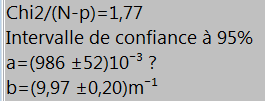 Chi2/(N-p)=1,77
Intervalle de confiance à 95%
a=(986 ±52)10⁻³ ?
b=(9,97 ±0,20)m⁻¹